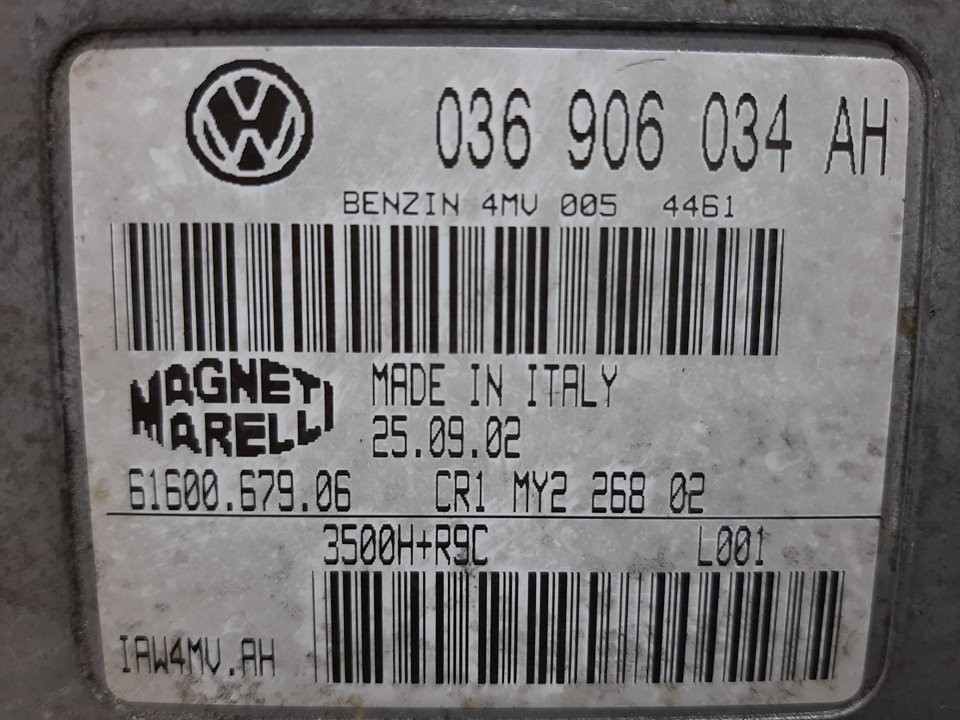 036 906 034 AH
BENZIN 4MV 005 4461
MAGNETI
MARELLI
MADE IN ITALY
25.09.02
61600.679.06 CR1 MY2 268 02
3500H+R9C L001
IAW4MV.AH